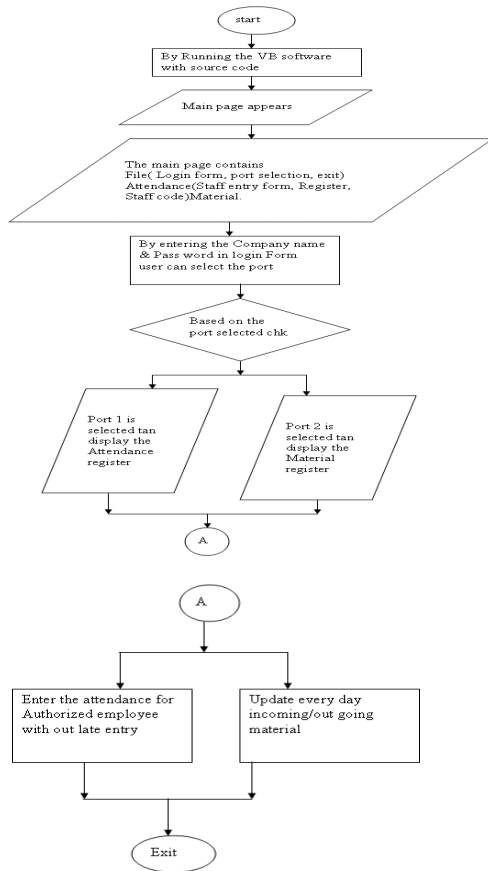 start
By Running the VB software
with source code
Main page appears
The main page contains
File( Login form, port selection, exit)
Attendance(Staff entry form, Register,
Staff code)Material.
By entering the Company name
& Pass word in login Form
user can select the port
Based on the
port selected chk
Port 1 is
selected tan
display the
Attendance
register
Port 2 is
selected tan
display the
Material
register
A
A
Enter the attendance for
Authorized employee
with out late entry
Update every day
incoming/out going
material
Exit